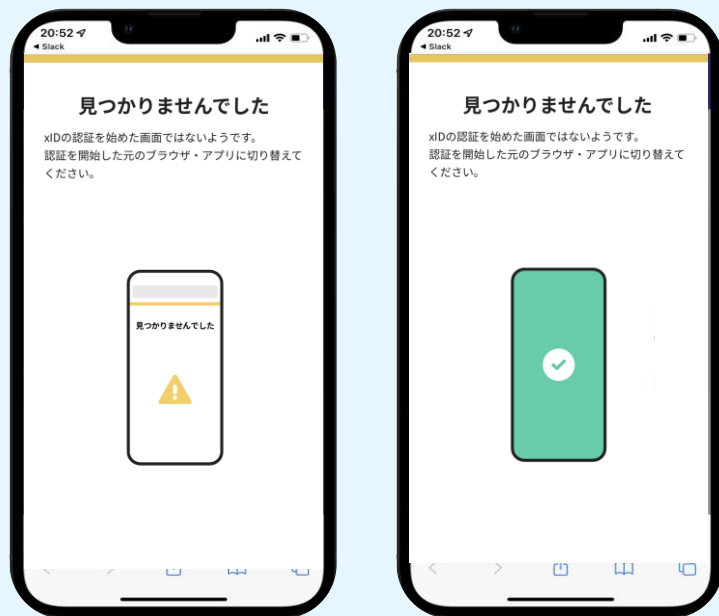 20:52
◀ Slack
見つかりませんでした
xIDの認証を始めた画面ではないようです。
認証を開始した元のブラウザ・アプリに切り替えて
ください。
見つかりませんでした
20:52
◀ Slack
見つかりませんでした
xIDの認証を始めた画面ではないようです。
認証を開始した元のブラウザ・アプリに切り替えて
ください。